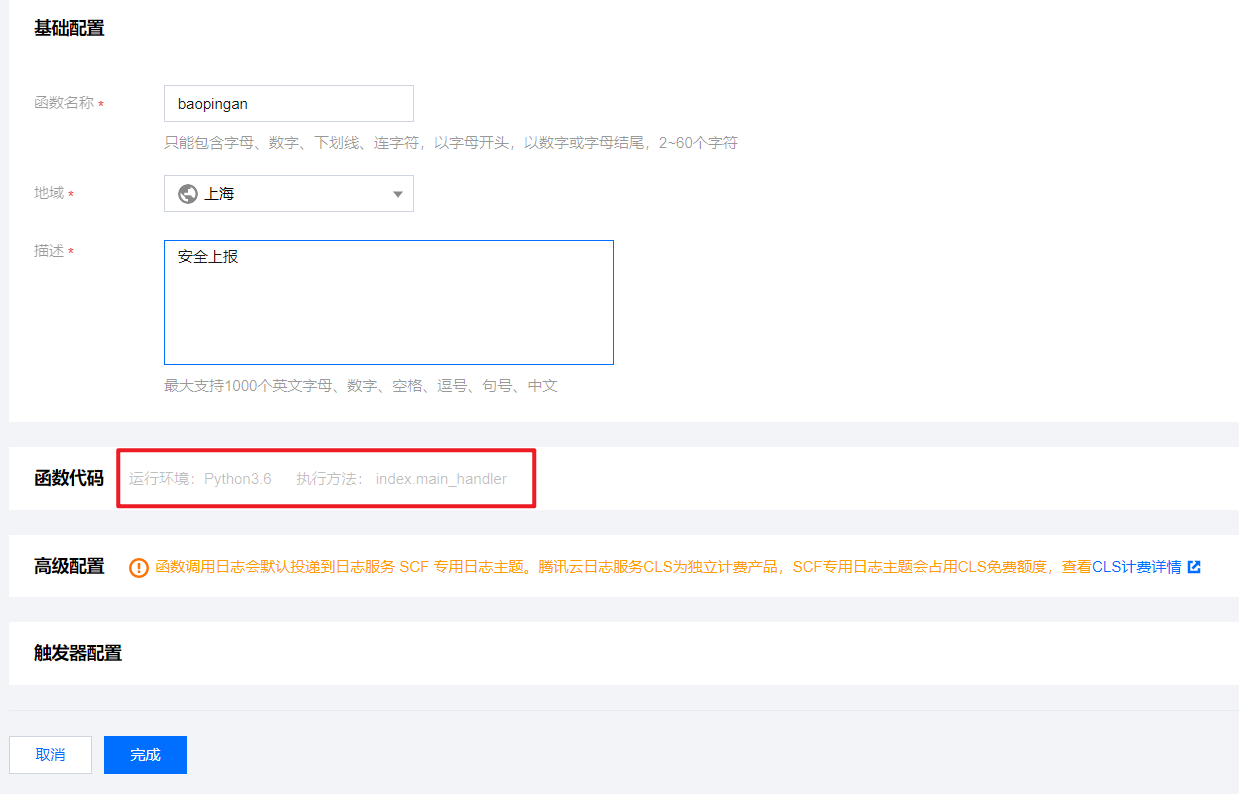 基础配置
函数名称 * baopingan
只能包含字母、数字、下划线、连字符，以字母开头，以数字或字母结尾，2~60个字符
地域 * 上海
描述 * 安全上报
最大支持1000个英文字母、数字、空格、逗号、句号、中文
函数代码 运行环境：Python3.6 执行方法： index.main_handler
高级配置 函数调用日志会默认投递到日志服务 SCF 专用日志主题。腾讯云日志服务CLS为独立计费产品，SCF专用日志主题会占用CLS免费额度，查看CLS计费详情
触发器配置
取消 完成